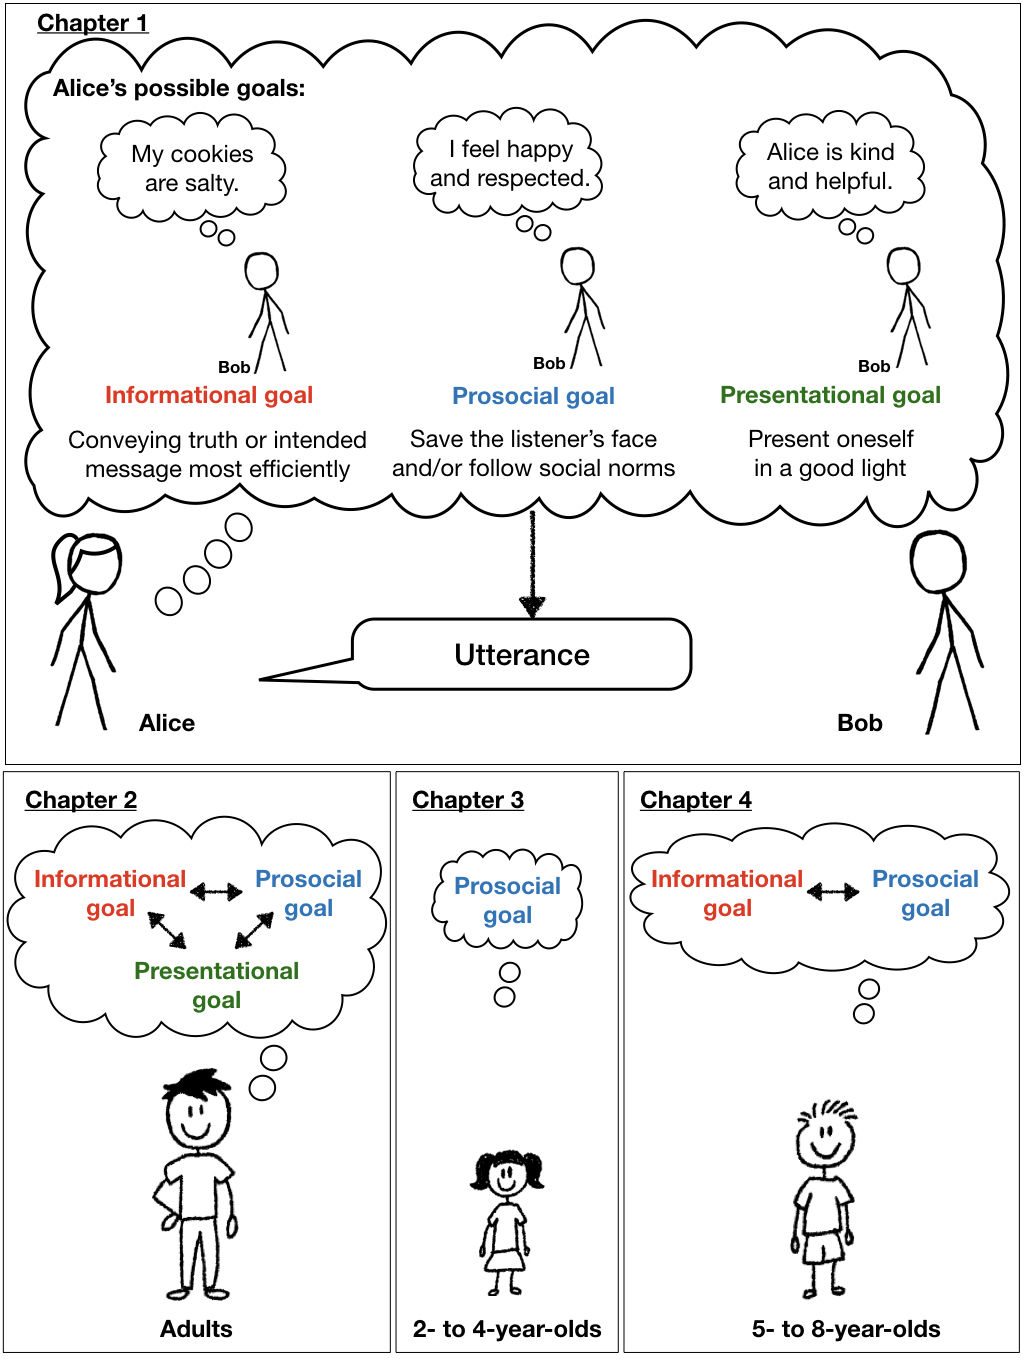 Chapter 1
Alice's possible goals:
My cookies
are salty.
I feel happy
and respected.
Alice is kind
and helpful.
Bob
Bob
Bob
Informational goal
Prosocial goal
Presentational goal
Conveying truth or intended
message most efficiently
Save the listener's face
and/or follow social norms
Present oneself
in a good light
Utterance
Alice
Bob
Chapter 2
Informational
goal
Prosocial
goal
Presentational
goal
Adults
Chapter 3
Prosocial
goal
2- to 4-year-olds
Chapter 4
Informational
goal
Prosocial
goal
5- to 8-year-olds